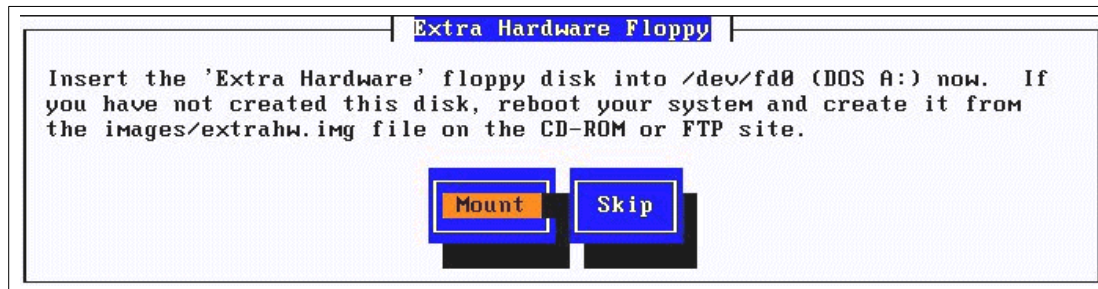 Extra Hardware Floppy
Insert the 'Extra Hardware' floppy disk into /dev/fd0 (DOS A:) now.  If
you have not created this disk, reboot your system and create it from
the images/extrahw.img file on the CD-ROM or FTP site.
Mount Skip